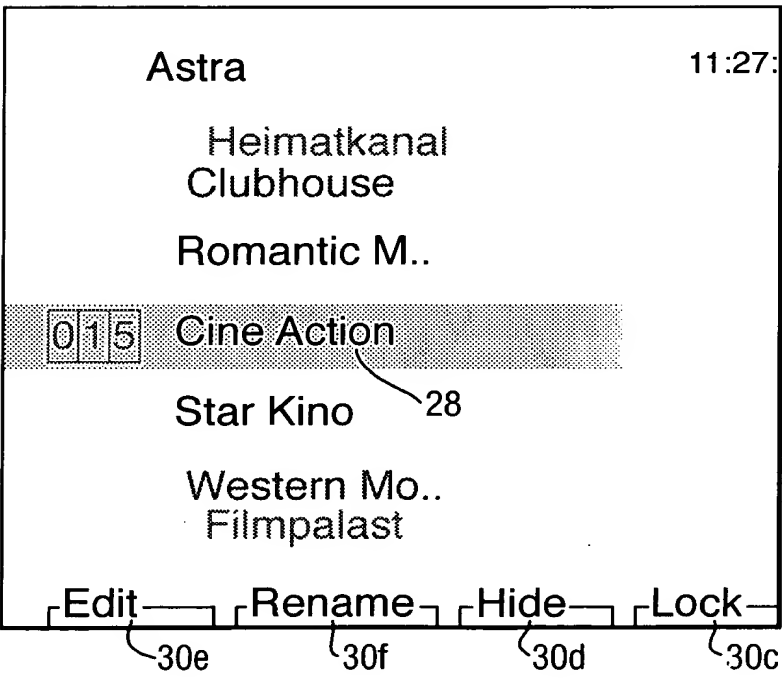 Astra 11:27:
Heimatkanal
Clubhouse
Romantic M..
015 Cine Action
28
Star Kino
Western Mo..
Filmpalast
Edit Rename Hide Lock
30e 30f 30d 30c